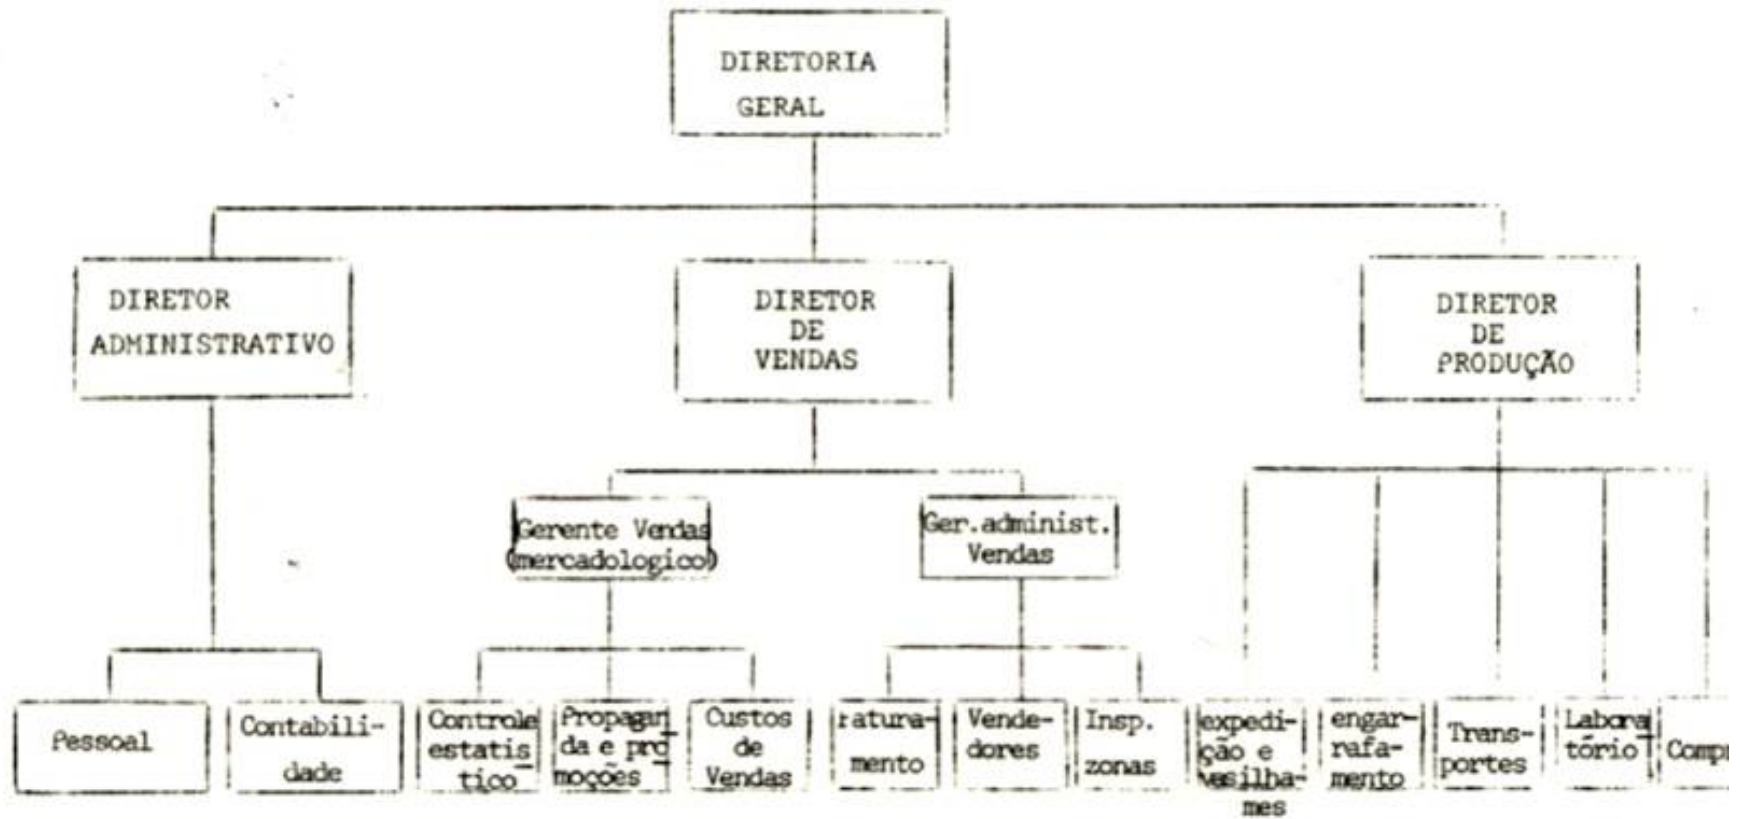 DIRETORIA
GERAL
DIRETOR
ADMINISTRATIVO
DIRETOR
DE
VENDAS
DIRETOR
DE
PRODUÇÃO
Gerente Vendas
(mercadologico)
Ger.administ.
Vendas
Pessoal
Contabili-
dade
Controle
estatis
tico
Propagan
da e pro
moções
Custos
de
Vendas
Fatura-
mento
Vende-
dores
Insp.
zonas
expedi-
ção e
vasilha-
mes
engar-
rafa-
mento
Trans-
portes
Labora
tório
Comp